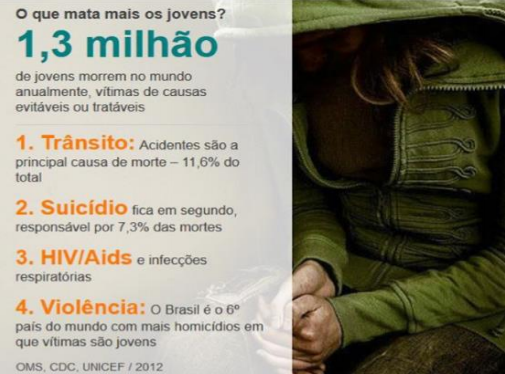 O que mata mais os jovens?
1,3 milhão
de jovens morrem no mundo
anualmente, vítimas de causas
evitáveis ou tratáveis
1. Trânsito: Acidentes são a
principal causa de morte – 11,6% do
total
2. Suicídio fica em segundo,
responsável por 7,3% das mortes
3. HIV/Aids e infecções
respiratórias
4. Violência: O Brasil é o 6º
país do mundo com mais homicídios em
que vítimas são jovens
OMS, CDC, UNICEF / 2012